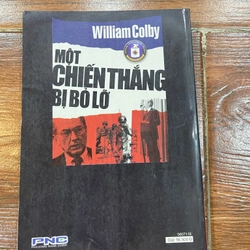 William Colby
MỘT
CHIẾN THẮNG
BỊ BỎ LỠ
PNC